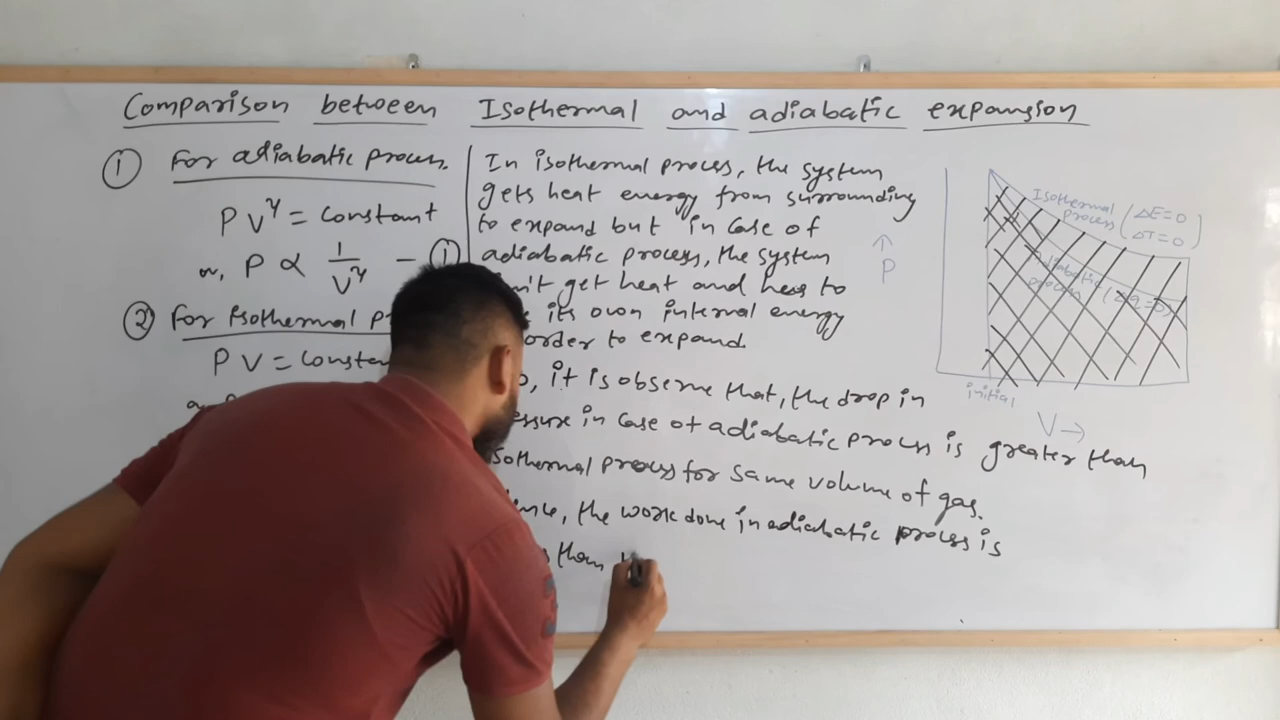 Comparison between Isothermal and adiabatic expansion
① For adiabatic process.
PVᵞ = constant
or, P ∝ 1/Vᵞ - ①
② For isothermal p
PV = constan
In isothermal process, the system
gets heat energy from surrounding
to expand but in case of
adiabatic process, the system
n't get heat and has to
its own internal energy
order to expand.
o, it is observe that, the drop in
essure in case of adiabatic process is greater than
sothermal process for same volume of gas.
ence, the work done in adiabatic process is
s than
P
Isothermal process (ΔE=0
ΔT=0)
diabatic
process (Δq=0)
initial
V →